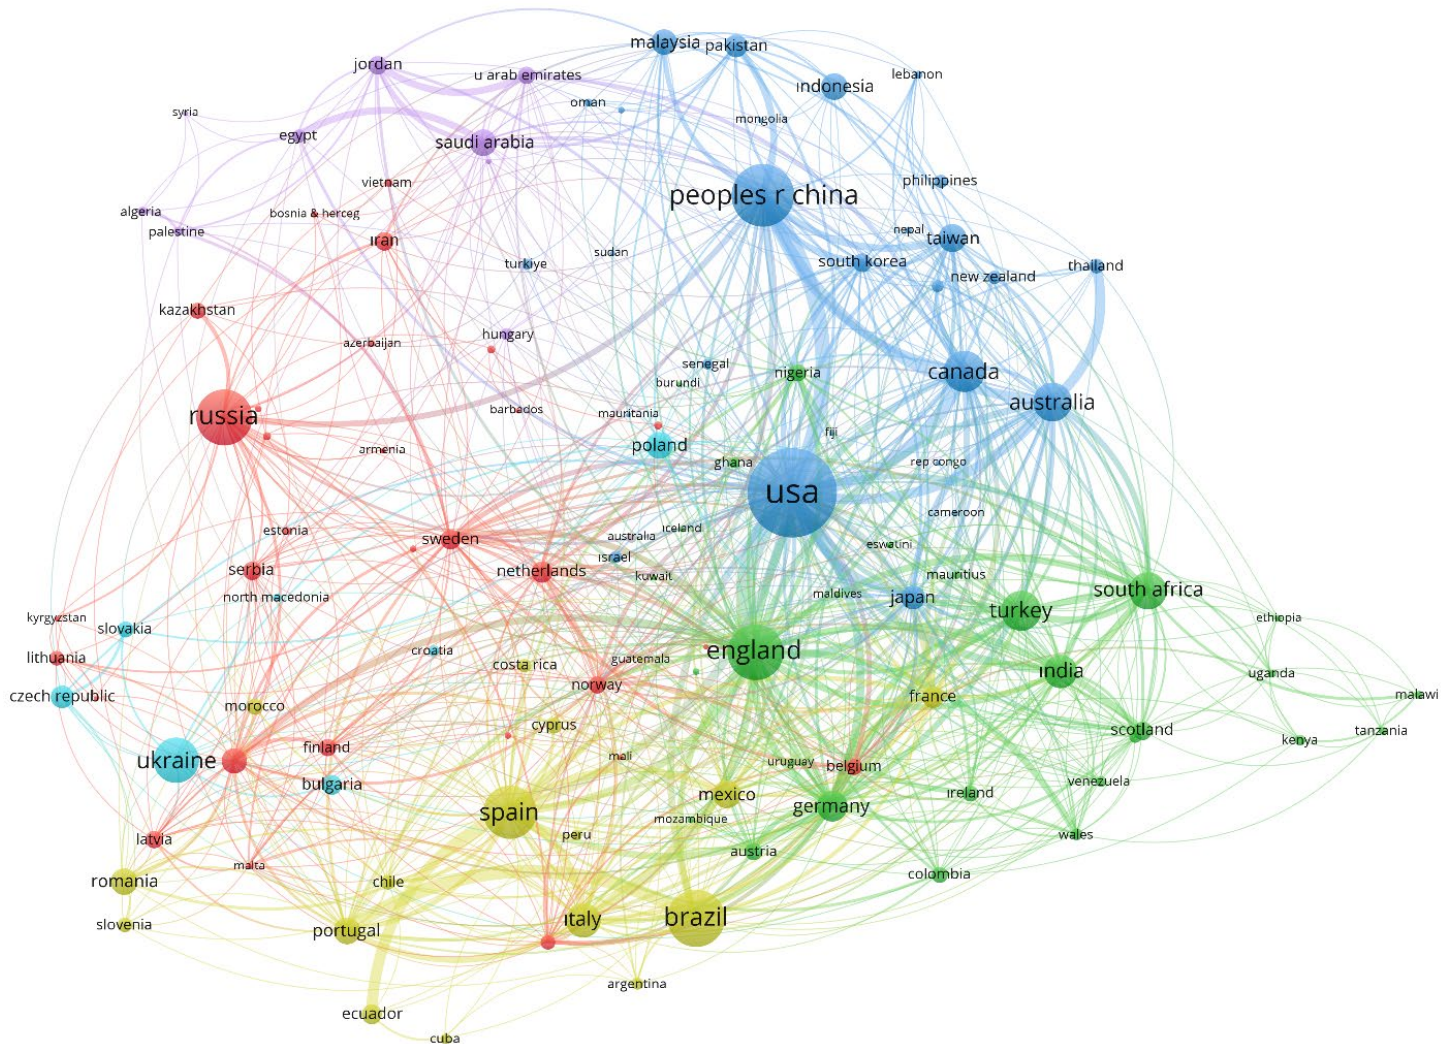 malaysia
pakistan
jordan
u arab emirates
indonesia
lebanon
oman
syria
mongolia
egypt
saudi arabia
vietnam
philippines
peoples r china
algeria
bosnia & herceg
palestine
iran
nepal
taiwan
sudan
turkiye
south korea
thailand
new zealand
kazakhstan
hungary
azerbaijan
senegal
nigeria
canada
burundi
australia
barbados
mauritania
russia
fiji
poland
armenia
ghana
rep congo
usa
cameroon
estonia
iceland
sweden
australia
eswatini
israel
serbia
netherlands
kuwait
mauritius
south africa
north macedonia
maldives
japan
turkey
kyrgyzstan
ethiopia
slovakia
croatia
england
lithuania
guatemala
costa rica
india
uganda
norway
czech republic
france
malawi
morocco
cyprus
scotland
tanzania
kenya
finland
mali
ukraine
uruguay
belgium
venezuela
bulgaria
mexico
ireland
germany
spain
mozambique
peru
wales
latvia
austria
malta
colombia
romania
chile
brazil
italy
slovenia
portugal
argentina
ecuador
cuba